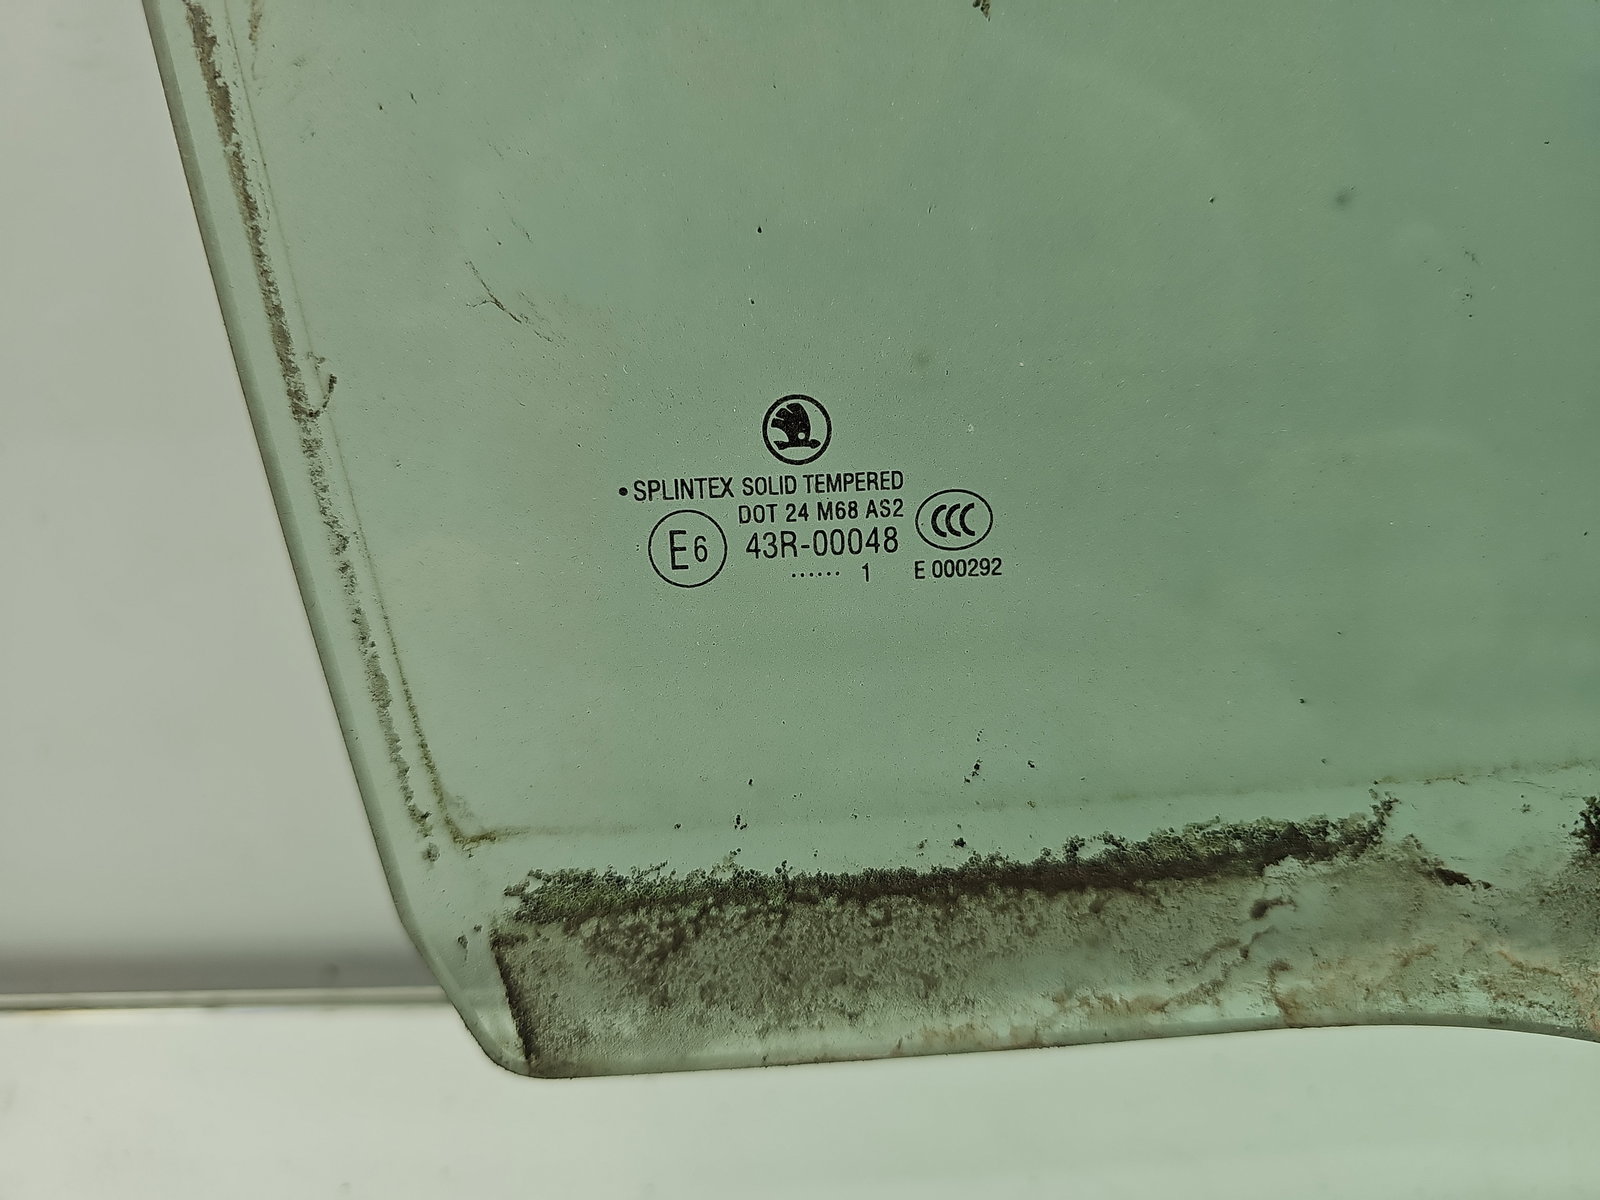 • SPLINTEX SOLID TEMPERED
DOT 24 M68 AS2
E6 43R-00048 CCC
...... 1 E 000292